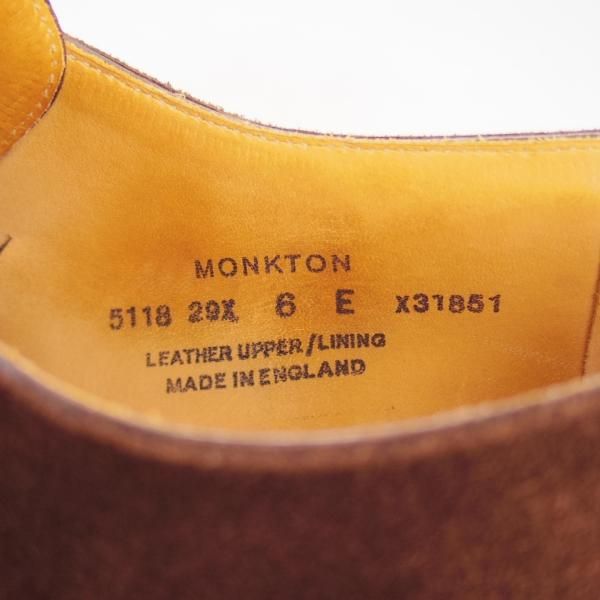 MONKTON
5118 29X 6 E X31851
LEATHER UPPER/LINING
MADE IN ENGLAND